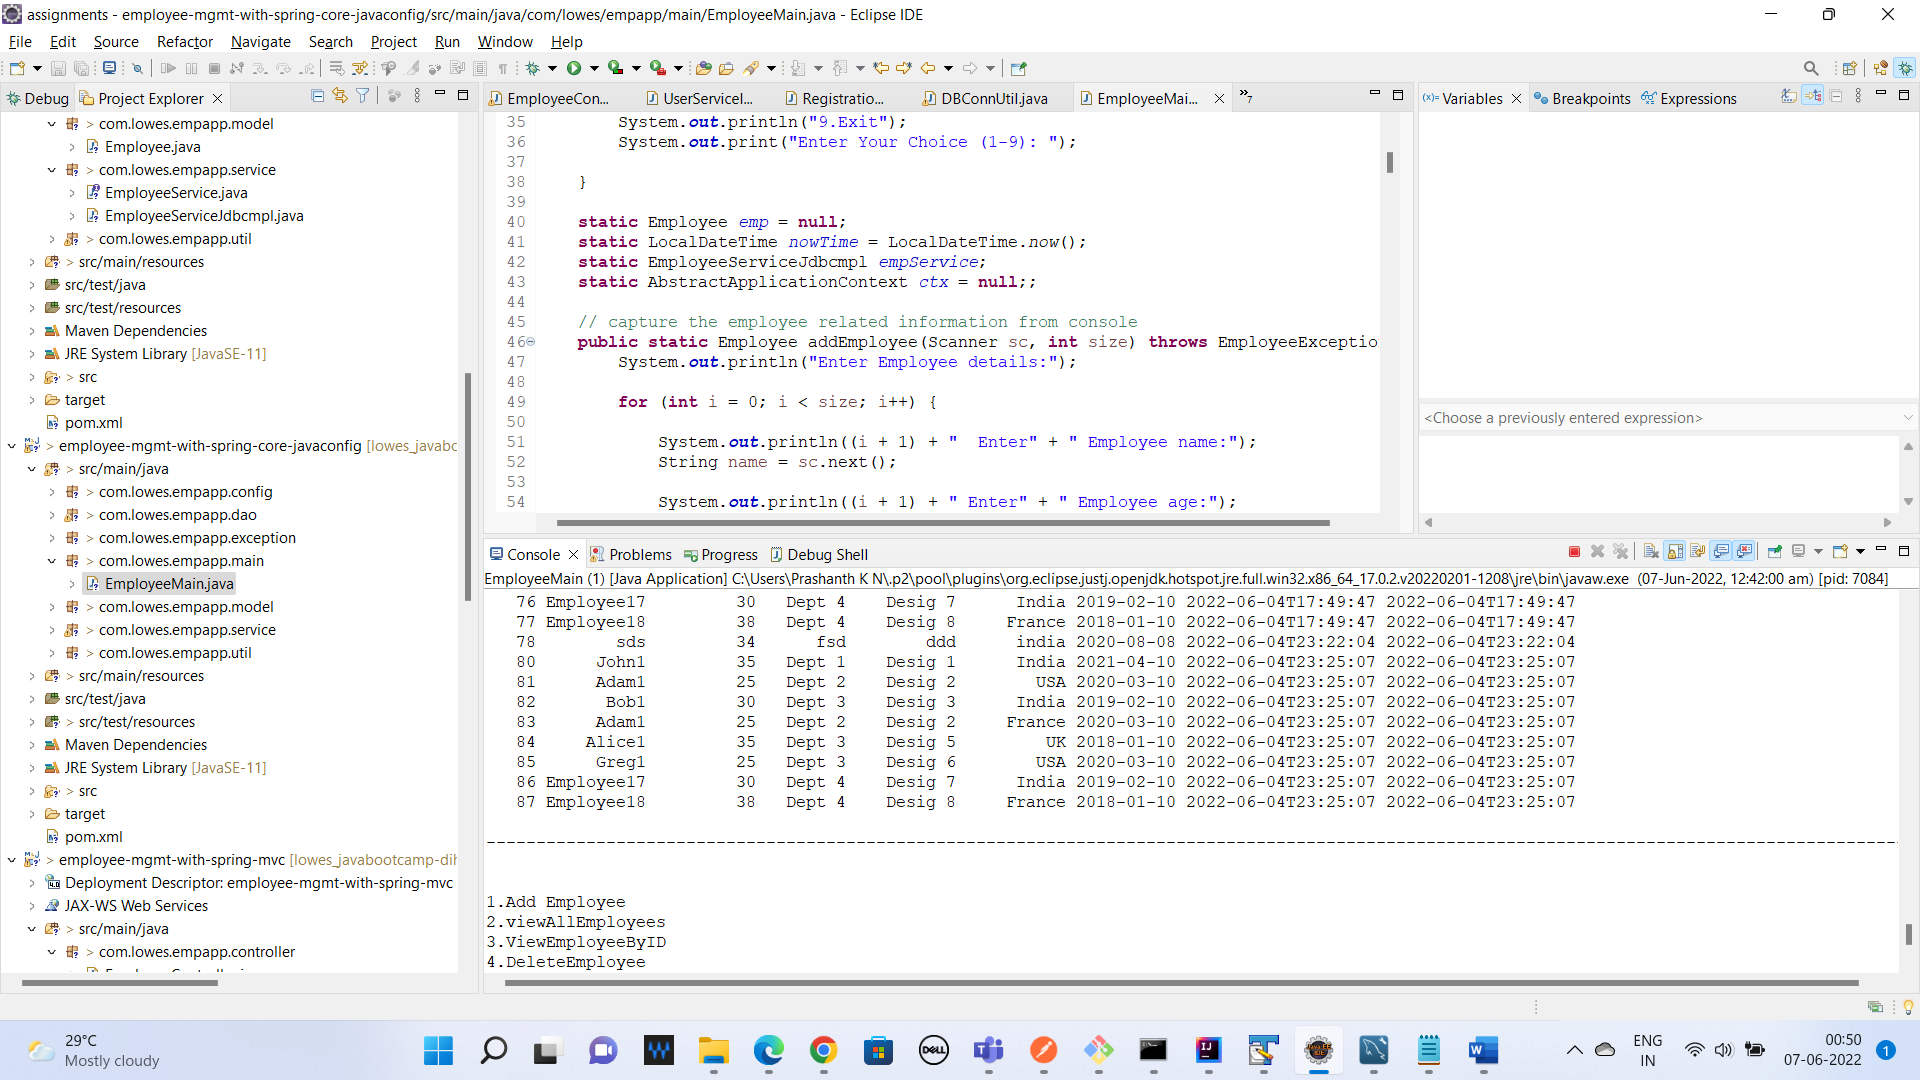 assignments - employee-mgmt-with-spring-core-javaconfig/src/main/java/com/lowes/empapp/main/EmployeeMain.java - Eclipse IDE
File Edit Source Refactor Navigate Search Project Run Window Help
Debug Project Explorer
> com.lowes.empapp.model
Employee.java
> com.lowes.empapp.service
EmployeeService.java
EmployeeServiceJdbcmpl.java
> com.lowes.empapp.util
> src/main/resources
src/test/java
src/test/resources
Maven Dependencies
JRE System Library [JavaSE-11]
> src
target
pom.xml
> employee-mgmt-with-spring-core-javaconfig [lowes_javabc
> src/main/java
> com.lowes.empapp.config
> com.lowes.empapp.dao
> com.lowes.empapp.exception
> com.lowes.empapp.main
EmployeeMain.java
> com.lowes.empapp.model
> com.lowes.empapp.service
> com.lowes.empapp.util
> src/main/resources
src/test/java
> src/test/resources
Maven Dependencies
JRE System Library [JavaSE-11]
> src
target
pom.xml
> employee-mgmt-with-spring-mvc [lowes_javabootcamp-dih
Deployment Descriptor: employee-mgmt-with-spring-mvc
JAX-WS Web Services
> src/main/java
> com.lowes.empapp.controller
EmployeeCon... UserServiceI... Registratio... DBConnUtil.java EmployeeMai... »7
35 System.out.println("9.Exit");
36 System.out.print("Enter Your Choice (1-9): ");
37
38 }
39
40 static Employee emp = null;
41 static LocalDateTime nowTime = LocalDateTime.now();
42 static EmployeeServiceJdbcmpl empService;
43 static AbstractApplicationContext ctx = null;;
44
45 // capture the employee related information from console
46 public static Employee addEmployee(Scanner sc, int size) throws EmployeeExceptio
47 System.out.println("Enter Employee details:");
48
49 for (int i = 0; i < size; i++) {
50
51 System.out.println((i + 1) + "  Enter" + " Employee name:");
52 String name = sc.next();
53
54 System.out.println((i + 1) + " Enter" + " Employee age:");
(x)= Variables Breakpoints Expressions
<Choose a previously entered expression>
Console Problems Progress Debug Shell
EmployeeMain (1) [Java Application] C:\Users\Prashanth K N\.p2\pool\plugins\org.eclipse.justj.openjdk.hotspot.jre.full.win32.x86_64_17.0.2.v20220201-1208\jre\bin\javaw.exe (07-Jun-2022, 12:42:00 am) [pid: 7084]
76 Employee17 30 Dept 4 Desig 7 India 2019-02-10 2022-06-04T17:49:47 2022-06-04T17:49:47
77 Employee18 38 Dept 4 Desig 8 France 2018-01-10 2022-06-04T17:49:47 2022-06-04T17:49:47
78 sds 34 fsd ddd india 2020-08-08 2022-06-04T23:22:04 2022-06-04T23:22:04
80 John1 35 Dept 1 Desig 1 India 2021-04-10 2022-06-04T23:25:07 2022-06-04T23:25:07
81 Adam1 25 Dept 2 Desig 2 USA 2020-03-10 2022-06-04T23:25:07 2022-06-04T23:25:07
82 Bob1 30 Dept 3 Desig 3 India 2019-02-10 2022-06-04T23:25:07 2022-06-04T23:25:07
83 Adam1 25 Dept 2 Desig 2 France 2020-03-10 2022-06-04T23:25:07 2022-06-04T23:25:07
84 Alice1 35 Dept 3 Desig 5 UK 2018-01-10 2022-06-04T23:25:07 2022-06-04T23:25:07
85 Greg1 25 Dept 3 Desig 6 USA 2020-03-10 2022-06-04T23:25:07 2022-06-04T23:25:07
86 Employee17 30 Dept 4 Desig 7 India 2019-02-10 2022-06-04T23:25:07 2022-06-04T23:25:07
87 Employee18 38 Dept 4 Desig 8 France 2018-01-10 2022-06-04T23:25:07 2022-06-04T23:25:07
1.Add Employee
2.viewAllEmployees
3.ViewEmployeeByID
4.DeleteEmployee
29°C
Mostly cloudy
DELL
ENG
IN
00:50
07-06-2022
1